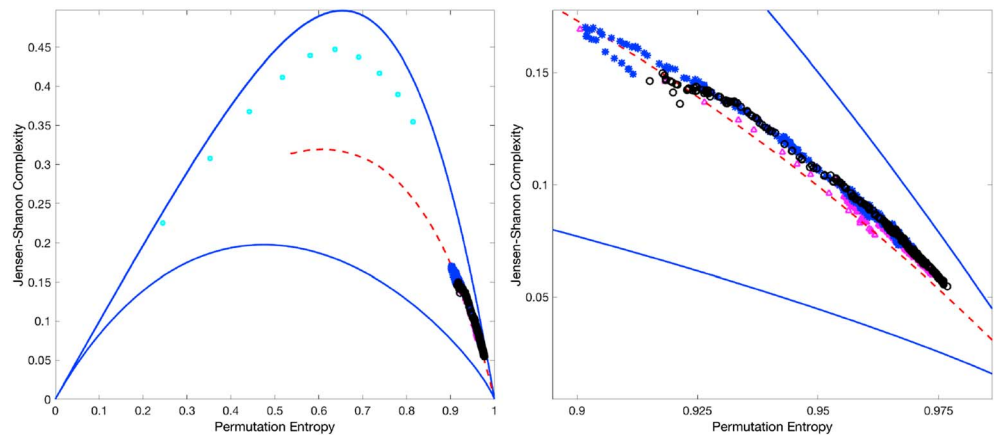 0.45
0.4
0.35
0.3
0.25
0.2
0.15
0.1
0.05
0
Jensen-Shanon Complexity
0 0.1 0.2 0.3 0.4 0.5 0.6 0.7 0.8 0.9 1
Permutation Entropy
0.15
0.1
0.05
Jensen-Shanon Complexity
0.9 0.925 0.95 0.975
Permutation Entropy